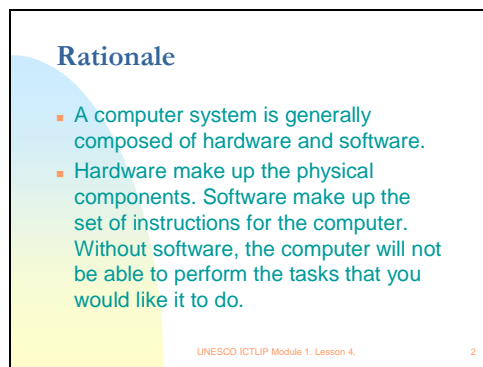 Rationale
A computer system is generally
composed of hardware and software.
Hardware make up the physical
components. Software make up the
set of instructions for the computer.
Without software, the computer will not
be able to perform the tasks that you
would like it to do.
UNESCO ICTLIP Module 1. Lesson 4. 2